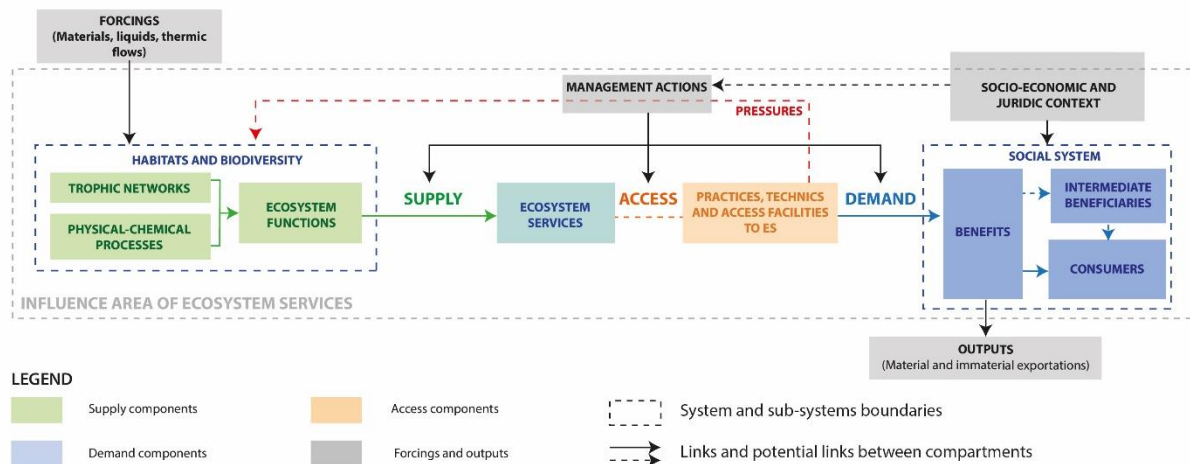 FORCINGS
(Materials, liquids, thermic
flows)
MANAGEMENT ACTIONS
SOCIO-ECONOMIC AND
JURIDIC CONTEXT
PRESSURES
HABITATS AND BIODIVERSITY
TROPHIC NETWORKS
PHYSICAL-CHEMICAL
PROCESSES
ECOSYSTEM
FUNCTIONS
SUPPLY
ECOSYSTEM
SERVICES
ACCESS
PRACTICES, TECHNICS
AND ACCESS FACILITIES
TO ES
DEMAND
SOCIAL SYSTEM
BENEFITS
INTERMEDIATE
BENEFICIARIES
CONSUMERS
INFLUENCE AREA OF ECOSYSTEM SERVICES
OUTPUTS
(Material and immaterial exportations)
LEGEND
Supply components
Access components
System and sub-systems boundaries
Demand components
Forcings and outputs
Links and potential links between compartments